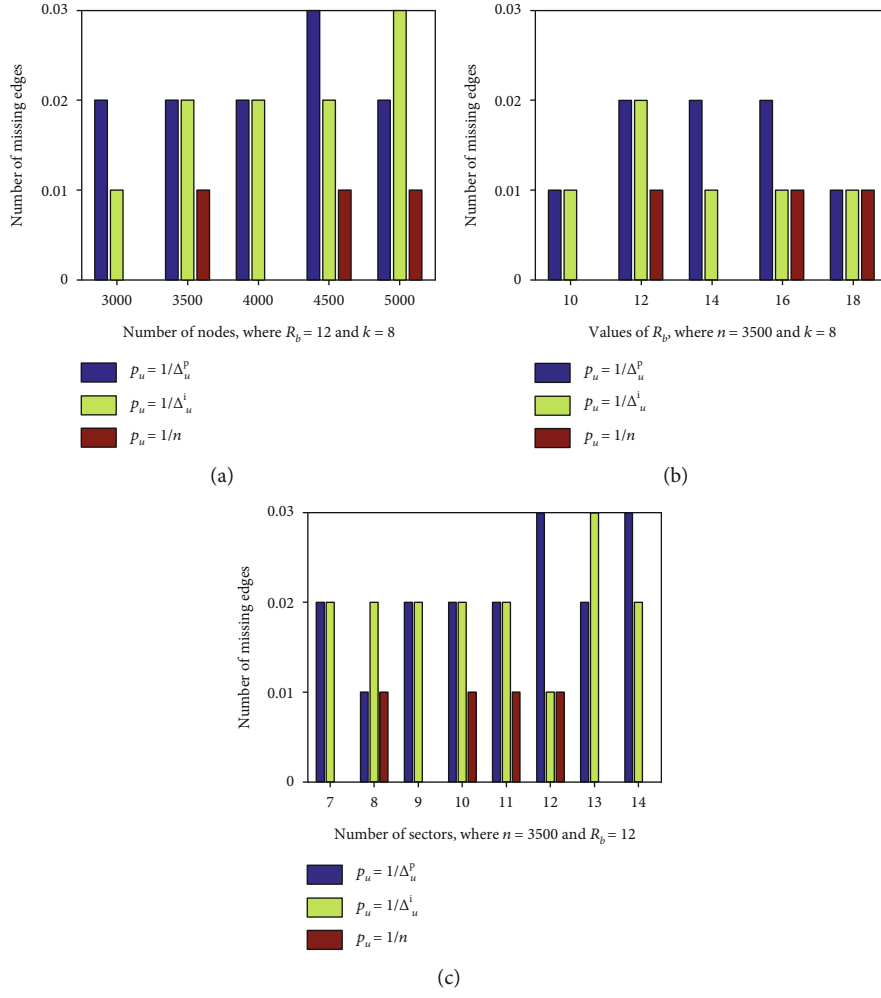 Number of missing edges
0.03
0.02
0.01
0
3000 3500 4000 4500 5000
Number of nodes, where R_b = 12 and k = 8
p_u = 1/Δ_u^p
p_u = 1/Δ_u^i
p_u = 1/n
(a)
Number of missing edges
0.03
0.02
0.01
0
10 12 14 16 18
Values of R_b, where n = 3500 and k = 8
p_u = 1/Δ_u^p
p_u = 1/Δ_u^i
p_u = 1/n
(b)
Number of missing edges
0.03
0.02
0.01
0
7 8 9 10 11 12 13 14
Number of sectors, where n = 3500 and R_b = 12
p_u = 1/Δ_u^p
p_u = 1/Δ_u^i
p_u = 1/n
(c)